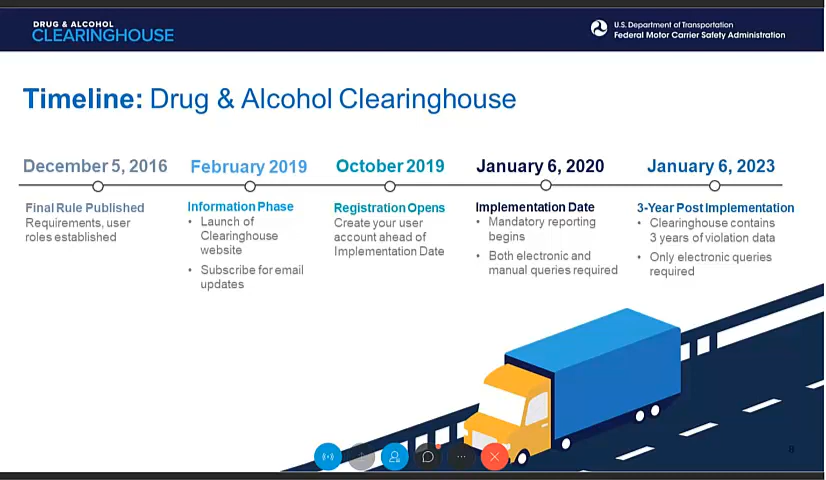 DRUG & ALCOHOL
CLEARINGHOUSE
U.S. Department of Transportation
Federal Motor Carrier Safety Administration
Timeline: Drug & Alcohol Clearinghouse
December 5, 2016
Final Rule Published
Requirements, user
roles established
February 2019
Information Phase
• Launch of
Clearinghouse
website
• Subscribe for email
updates
October 2019
Registration Opens
Create your user
account ahead of
Implementation Date
January 6, 2020
Implementation Date
• Mandatory reporting
begins
• Both electronic and
manual queries required
January 6, 2023
3-Year Post Implementation
• Clearinghouse contains
3 years of violation data
• Only electronic queries
required
8